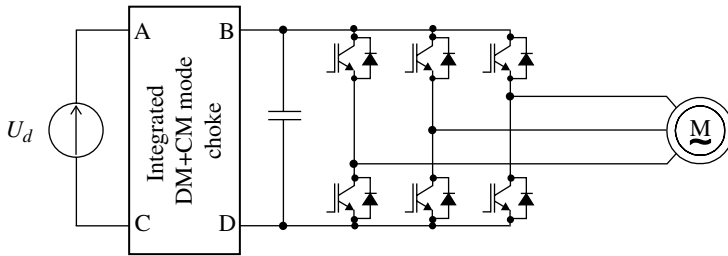 A B
U_d
Integrated
DM+CM mode
choke
C D
M
~